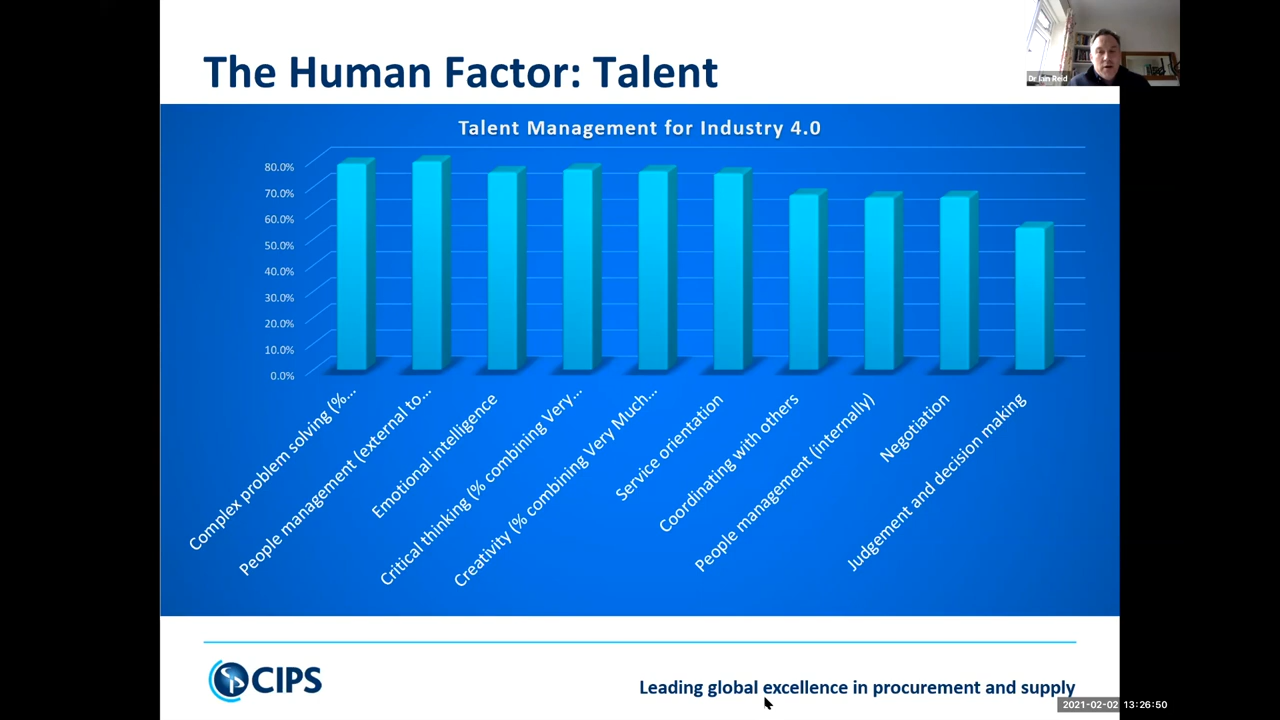 The Human Factor: Talent
Dr Iain Reid
Talent Management for Industry 4.0
80.0%
70.0%
60.0%
50.0%
40.0%
30.0%
20.0%
10.0%
0.0%
Complex problem solving (%...
People management (external to...
Emotional intelligence
Critical thinking (% combining Very...
Creativity (% combining Very Much...
Service orientation
Coordinating with others
People management (internally)
Negotiation
Judgement and decision making
CIPS
Leading global excellence in procurement and supply
2021-02-02 13:26:50